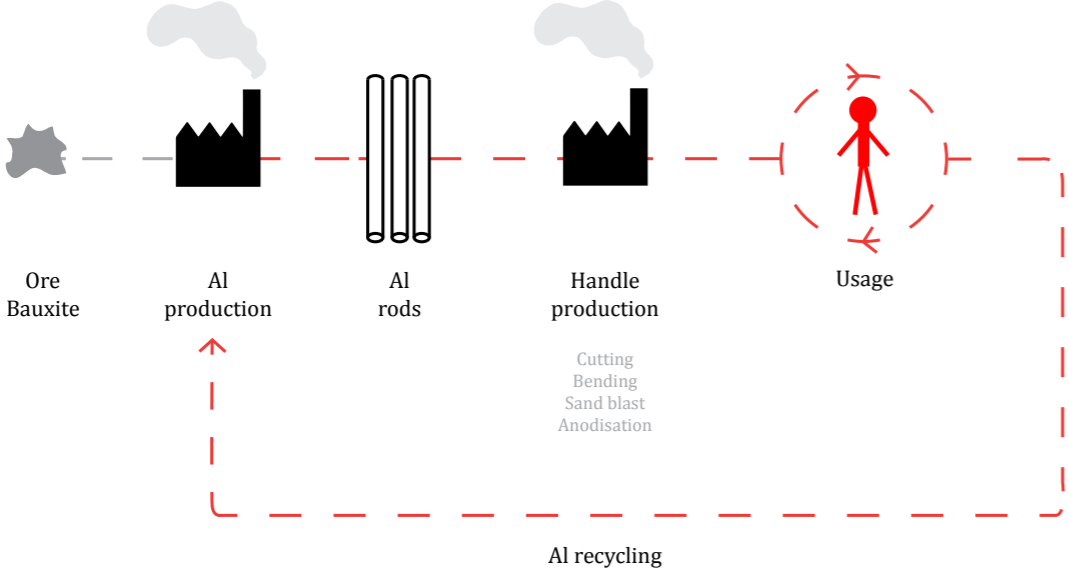 Ore
Bauxite
Al
production
Al
rods
Handle
production
Cutting
Bending
Sand blast
Anodisation
Usage
Al recycling